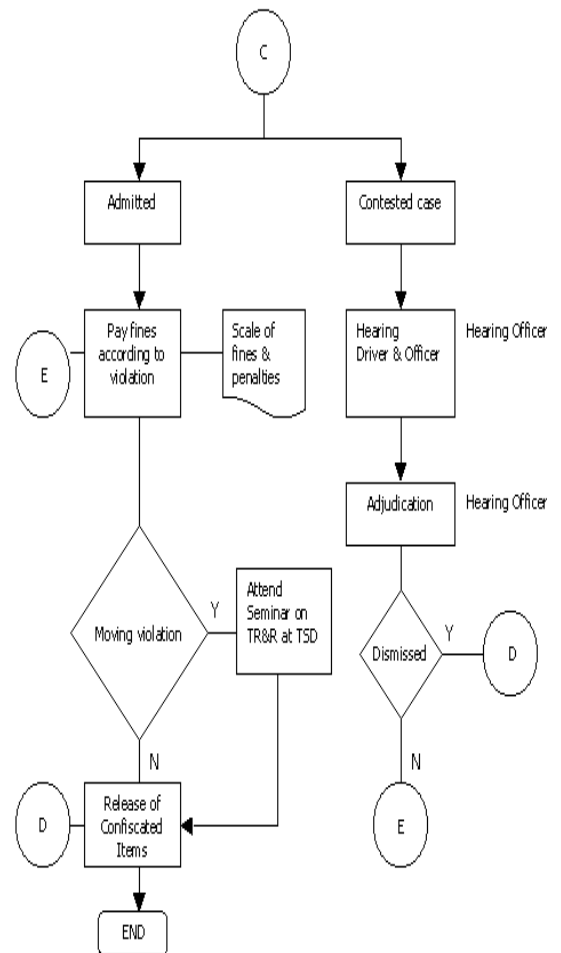 C
Admitted
Contested case
Pay fines
according to
violation
Scale of
fines &
penalties
E
Hearing
Driver & Officer
Hearing Officer
Adjudication
Hearing Officer
Moving violation
Y
Attend
Seminar on
TR&R at TSD
N
Dismissed
Y
D
N
E
D
Release of
Confiscated
Items
END